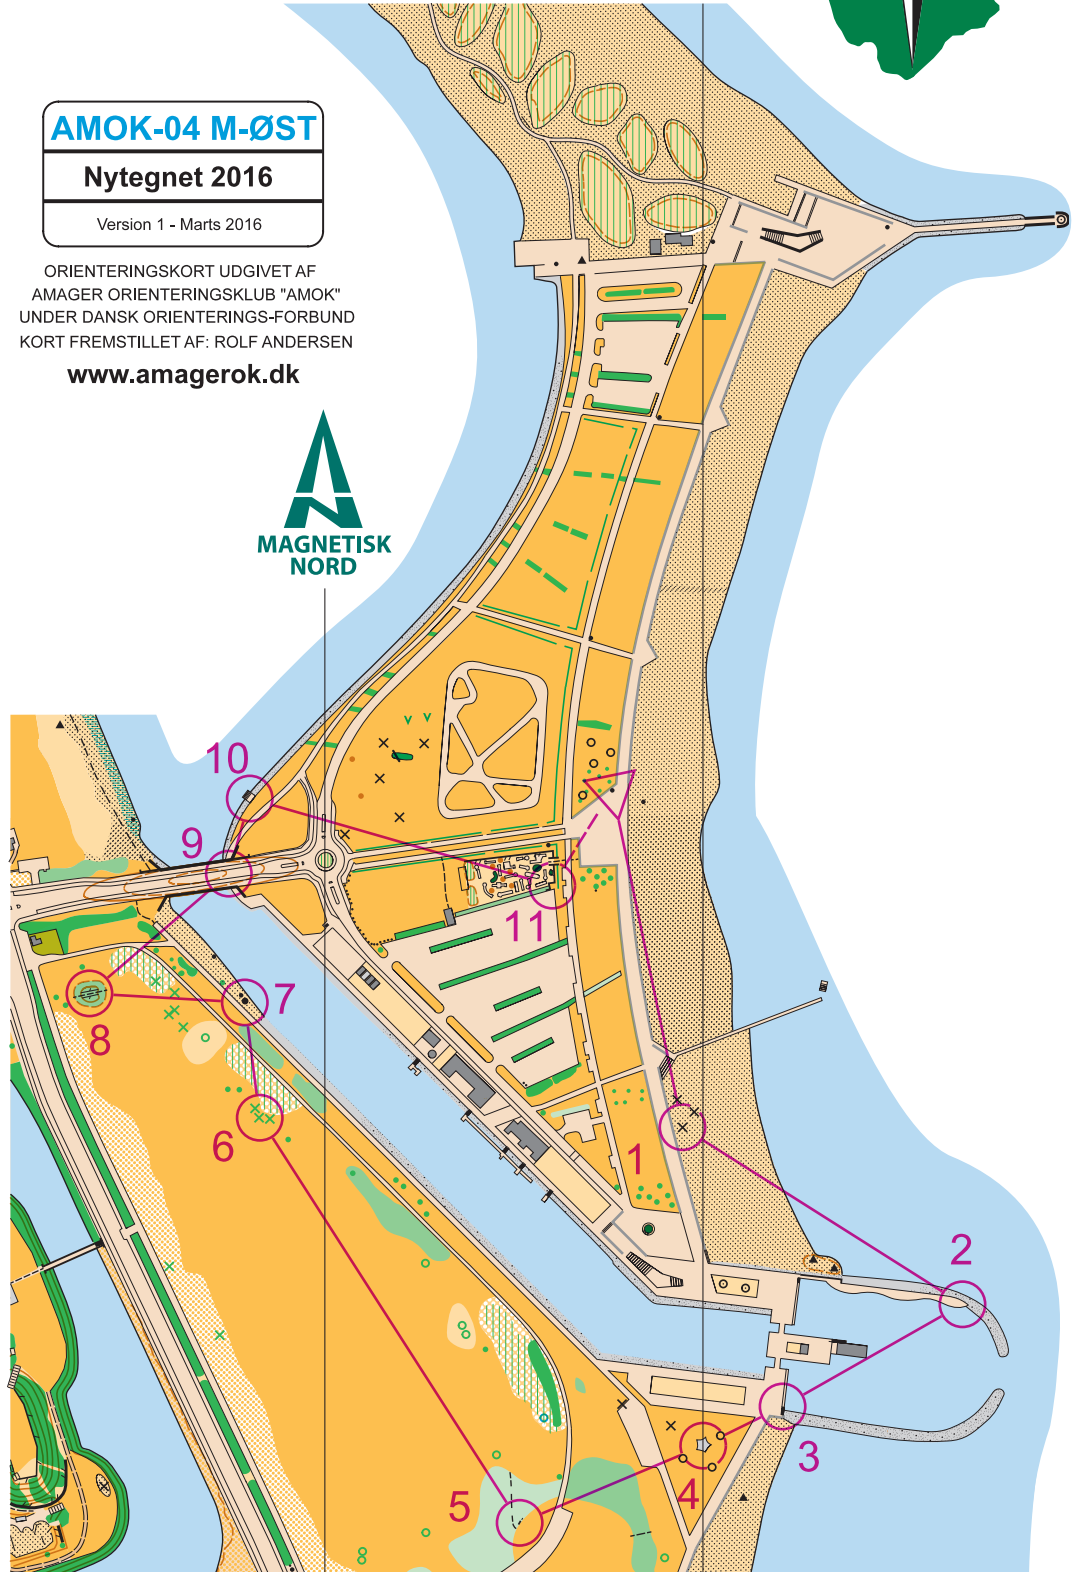 AMOK-04 M-ØST
Nytegnet 2016
Version 1 - Marts 2016
ORIENTERINGSKORT UDGIVET AF
AMAGER ORIENTERINGSKLUB "AMOK"
UNDER DANSK ORIENTERINGS-FORBUND
KORT FREMSTILLET AF: ROLF ANDERSEN
www.amagerok.dk
MAGNETISK
NORD
10
9
11
7
8
6
1
2
3
4
5